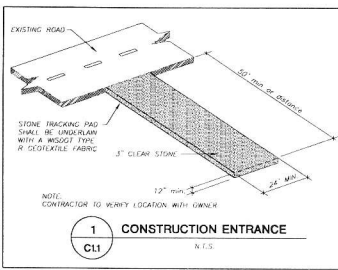 EXISTING ROAD
50' min or distance
STONE TRACKING PAD
SHALL BE UNDERLAIN
WITH A WISDOT TYPE
R GEOTEXTILE FABRIC
3" CLEAR STONE
12" min.
24' MIN.
NOTE:
CONTRACTOR TO VERIFY LOCATION WITH OWNER
1
C1.1
CONSTRUCTION ENTRANCE
N.T.S.